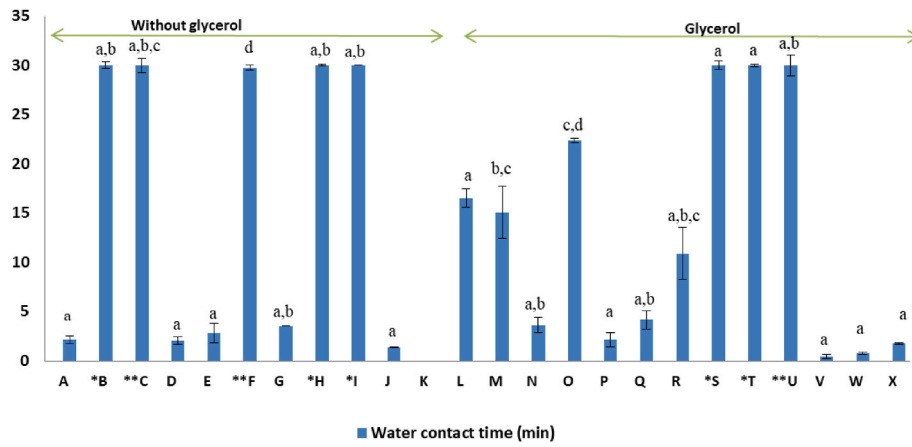 Without glycerol
Glycerol
35
30
25
20
15
10
5
0
a
a,b
a,b,c
a
a
d
a,b
a,b
a,b
a
a
b,c
a,b
c,d
a
a,b
a,b,c
a
a
a,b
a
a
a
A *B **C D E **F G *H *I J K L M N O P Q R *S *T **U V W X
Water contact time (min)